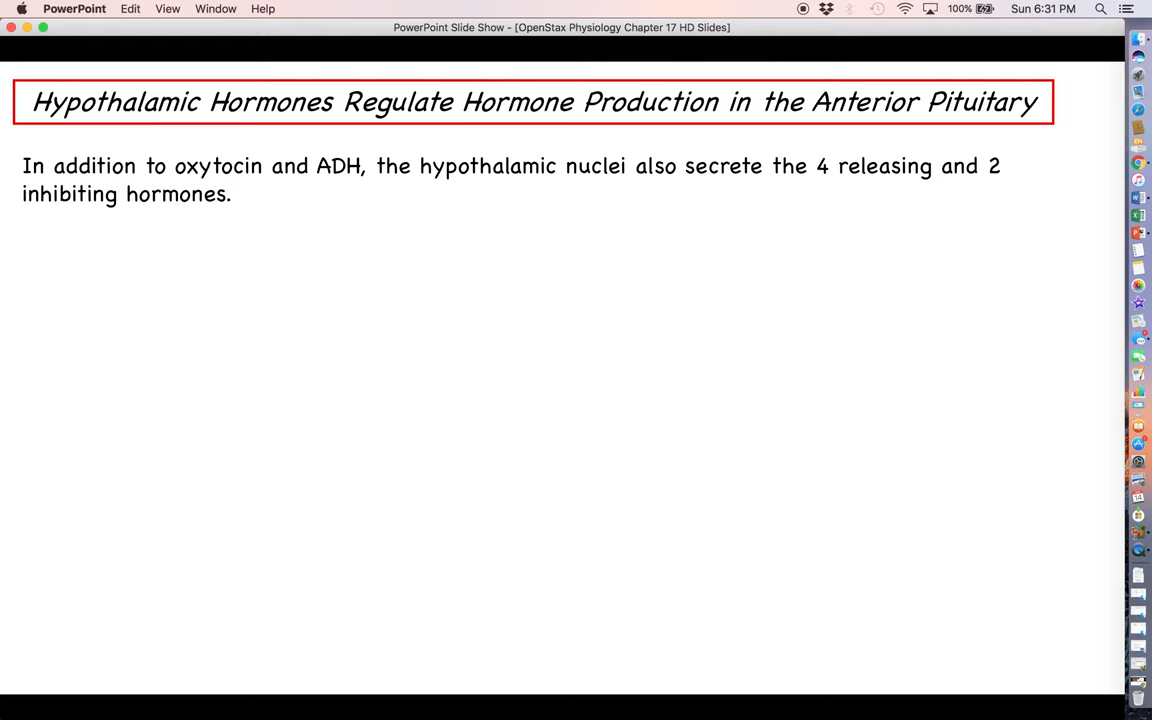 PowerPoint Edit View Window Help 100% Sun 6:31 PM
PowerPoint Slide Show - [OpenStax Physiology Chapter 17 HD Slides]
Hypothalamic Hormones Regulate Hormone Production in the Anterior Pituitary
In addition to oxytocin and ADH, the hypothalamic nuclei also secrete the 4 releasing and 2
inhibiting hormones.